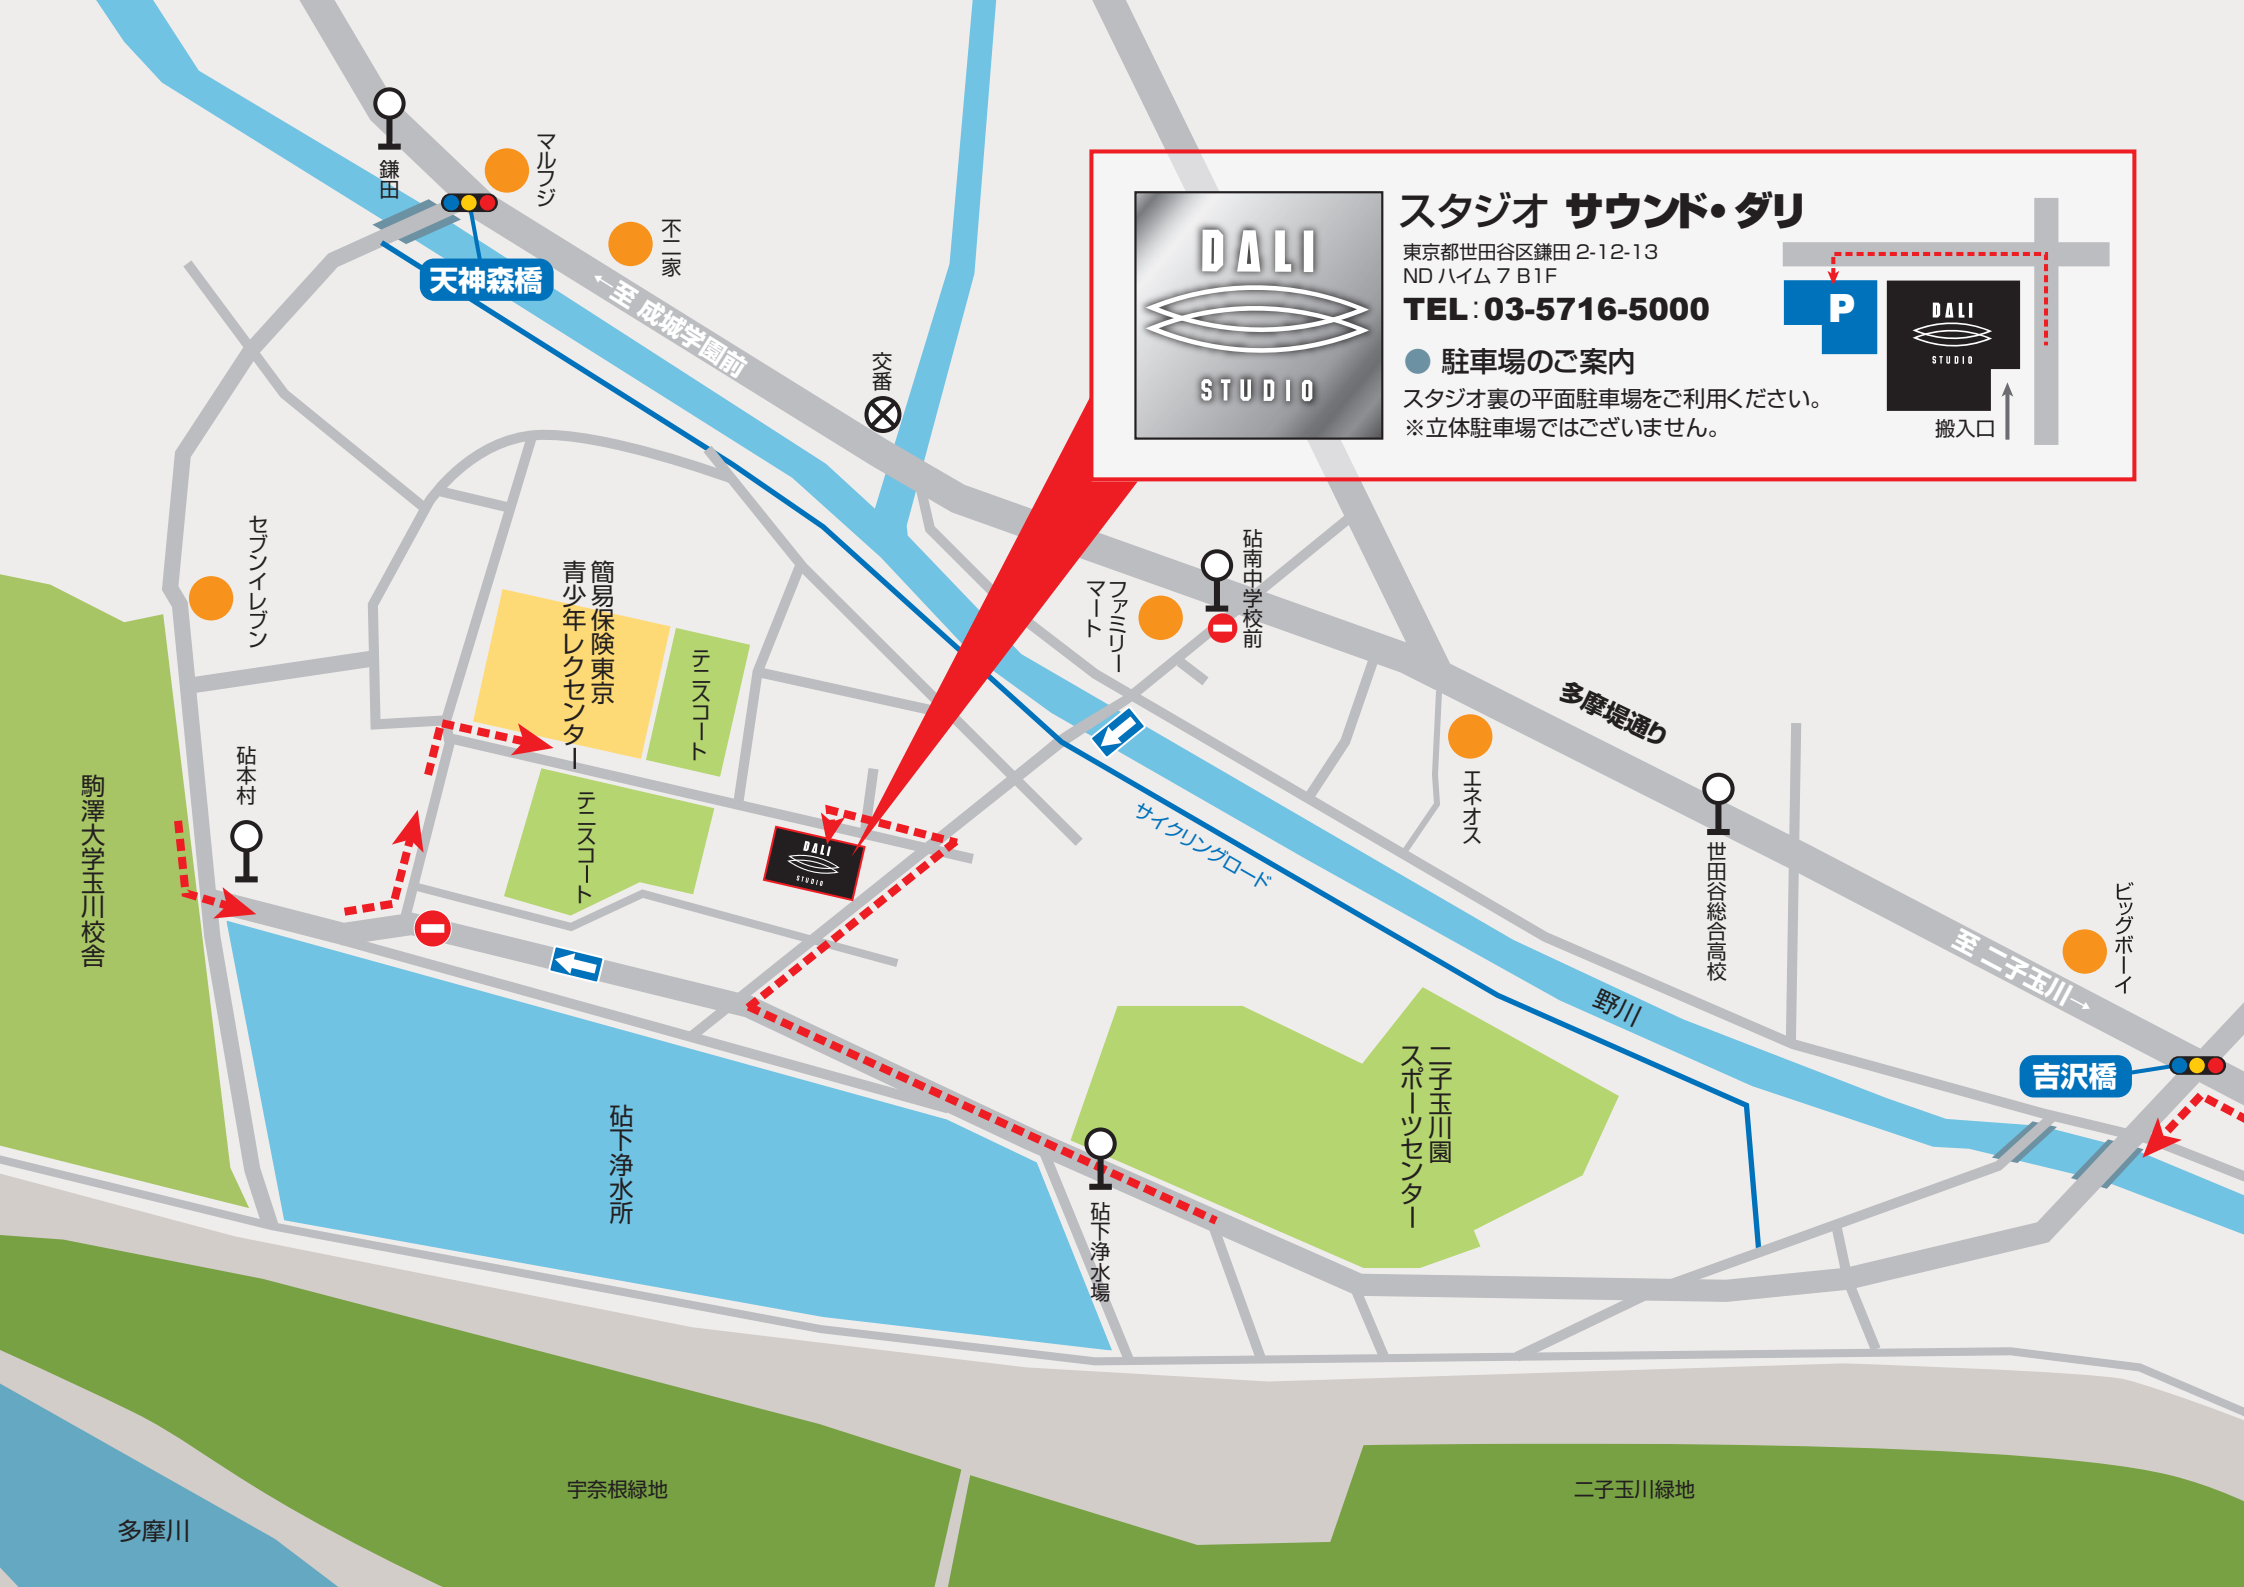 鎌田
マルフジ
不二家
天神森橋
←至 成城学園前
交番
DALI
STUDIO
スタジオ サウンド・ダリ
東京都世田谷区鎌田 2-12-13
ND ハイム 7 B1F
TEL:03-5716-5000
駐車場のご案内
スタジオ裏の平面駐車場をご利用ください。
※立体駐車場ではございません。
P
DALI
STUDIO
搬入口
セブンイレブン
簡易保険東京
青少年レクセンター
テニスコート
ファミリー
マート
砧南中学校前
多摩堤通り
エネオス
世田谷総合高校
ビッグボーイ
至 二子玉川→
駒澤大学玉川校舎
砧本村
テニスコート
DALI
STUDIO
サイクリングロード
野川
吉沢橋
二子玉川園
スポーツセンター
砧下浄水所
砧下浄水場
宇奈根緑地
二子玉川緑地
多摩川